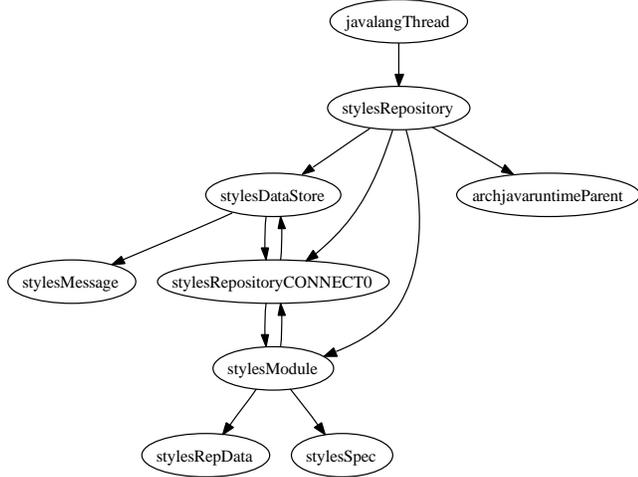 javalangThread
stylesRepository
stylesDataStore
archjavaruntimeParent
stylesMessage
stylesRepositoryCONNECT0
stylesModule
stylesRepData
stylesSpec